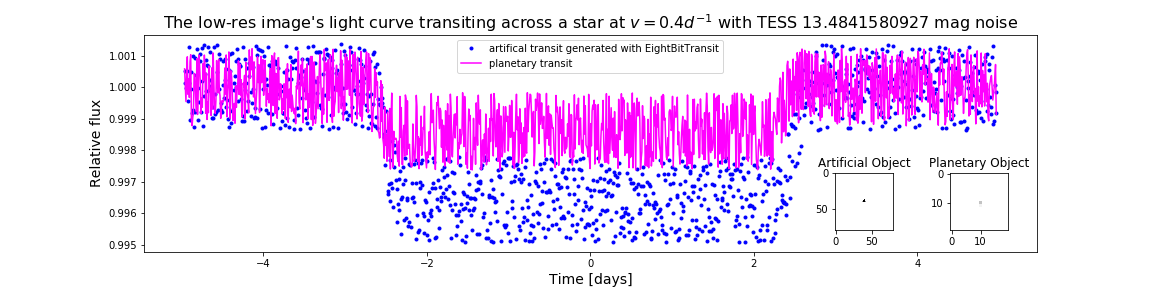 The low-res image's light curve transiting across a star at v = 0.4d⁻¹ with TESS 13.4841580927 mag noise
artifical transit generated with EightBitTransit
planetary transit
Relative flux
1.001
1.000
0.999
0.998
0.997
0.996
0.995
−4
−2
0
2
4
Time [days]
Artificial Object
0
50
0
50
Planetary Object
0
10
0
10